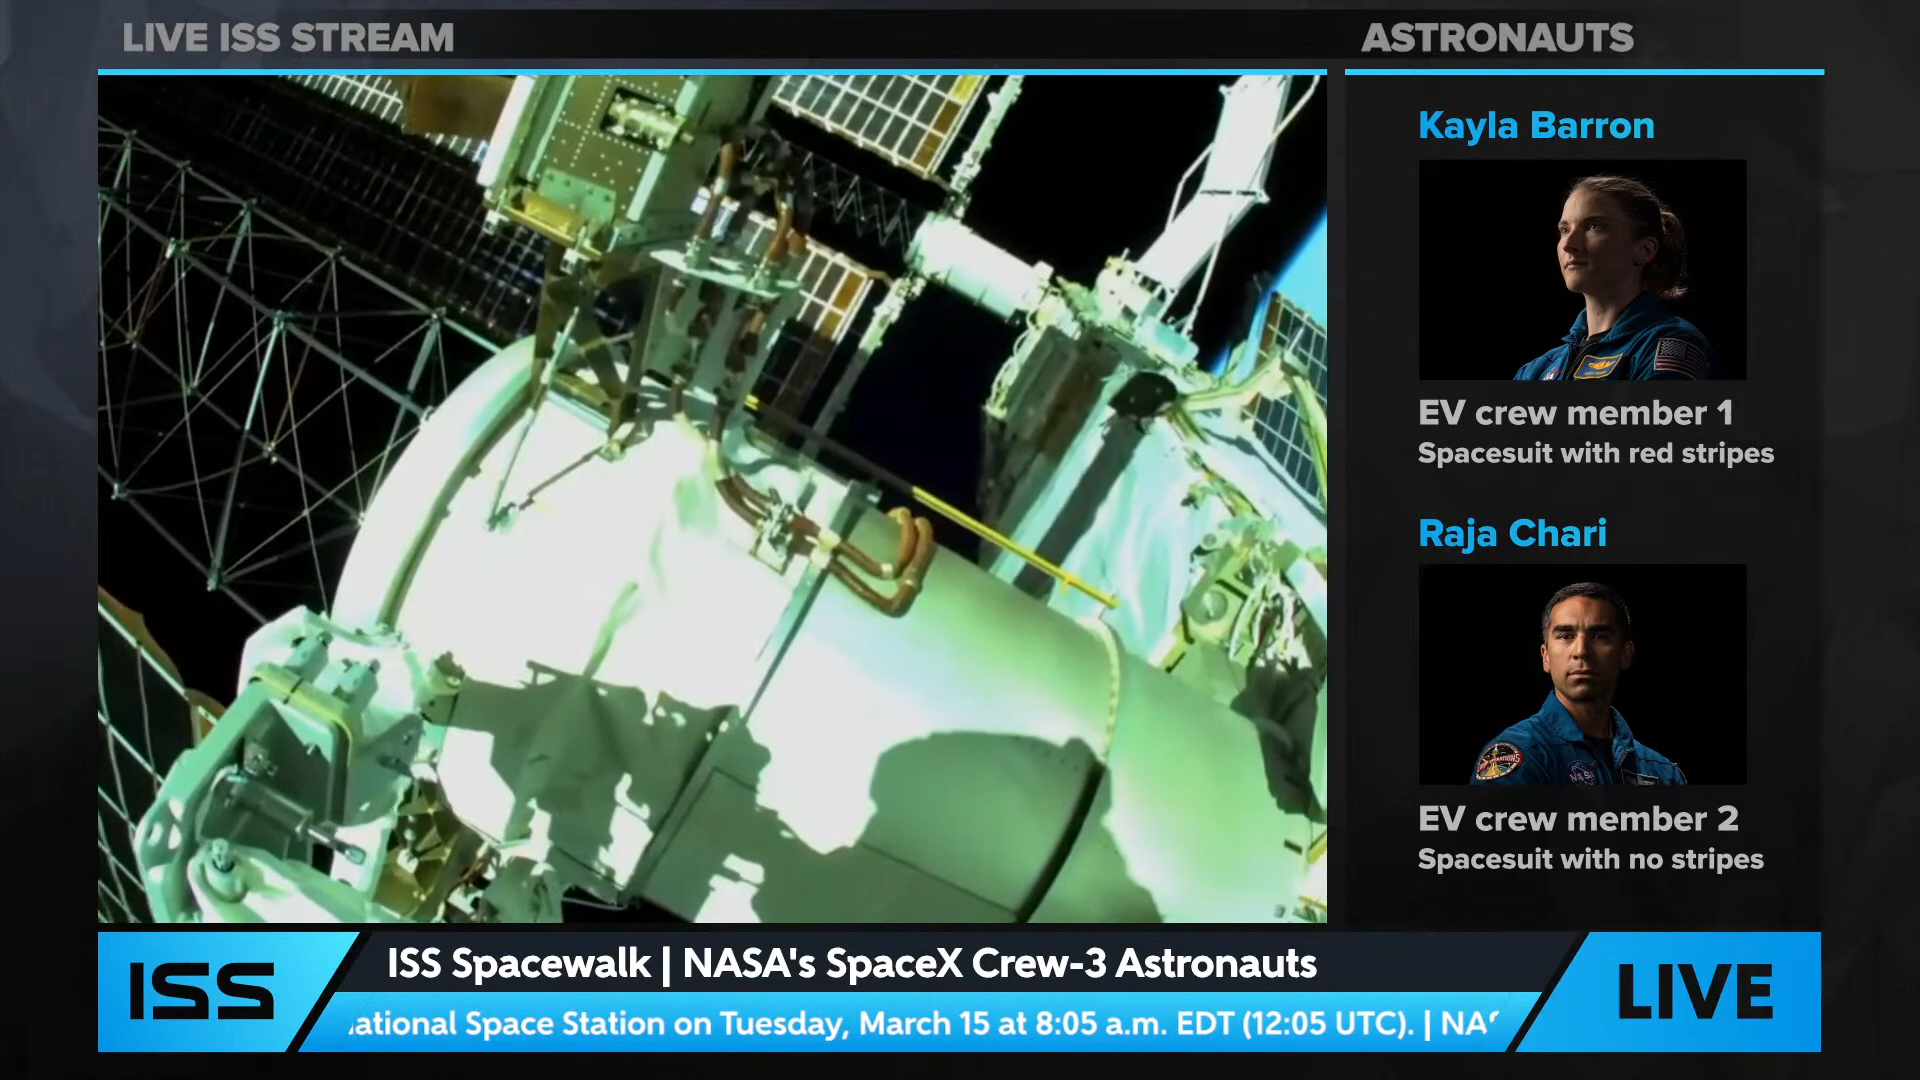 LIVE ISS STREAM
ASTRONAUTS
Kayla Barron
EV crew member 1
Spacesuit with red stripes
Raja Chari
EV crew member 2
Spacesuit with no stripes
ISS
ISS Spacewalk | NASA's SpaceX Crew-3 Astronauts
ational Space Station on Tuesday, March 15 at 8:05 a.m. EDT (12:05 UTC). | NA
LIVE